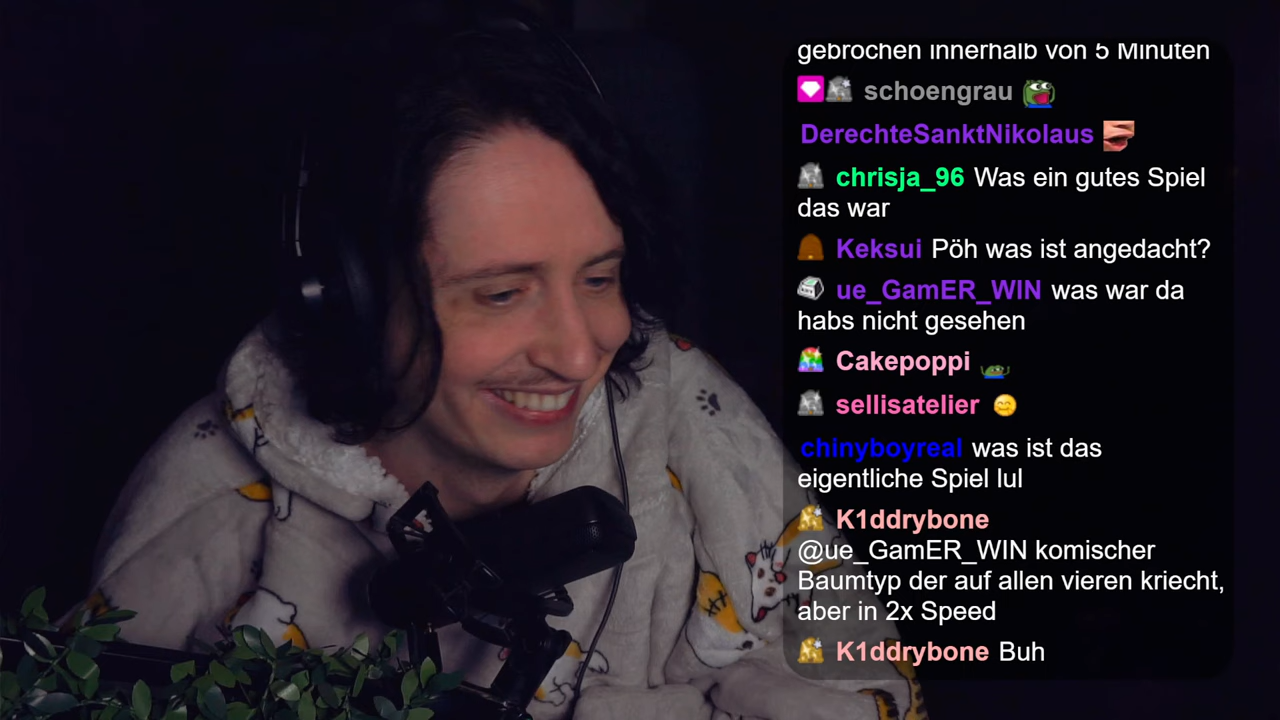 gebrochen innerhalb von 5 Minuten
schoengrau
DerechteSanktNikolaus
chrisja_96 Was ein gutes Spiel
das war
Keksui Pöh was ist angedacht?
ue_GamER_WIN was war da
habs nicht gesehen
Cakepoppi
sellisatelier
chinyboyreal was ist das
eigentliche Spiel lul
K1ddrybone
@ue_GamER_WIN komischer
Baumtyp der auf allen vieren kriecht,
aber in 2x Speed
K1ddrybone Buh